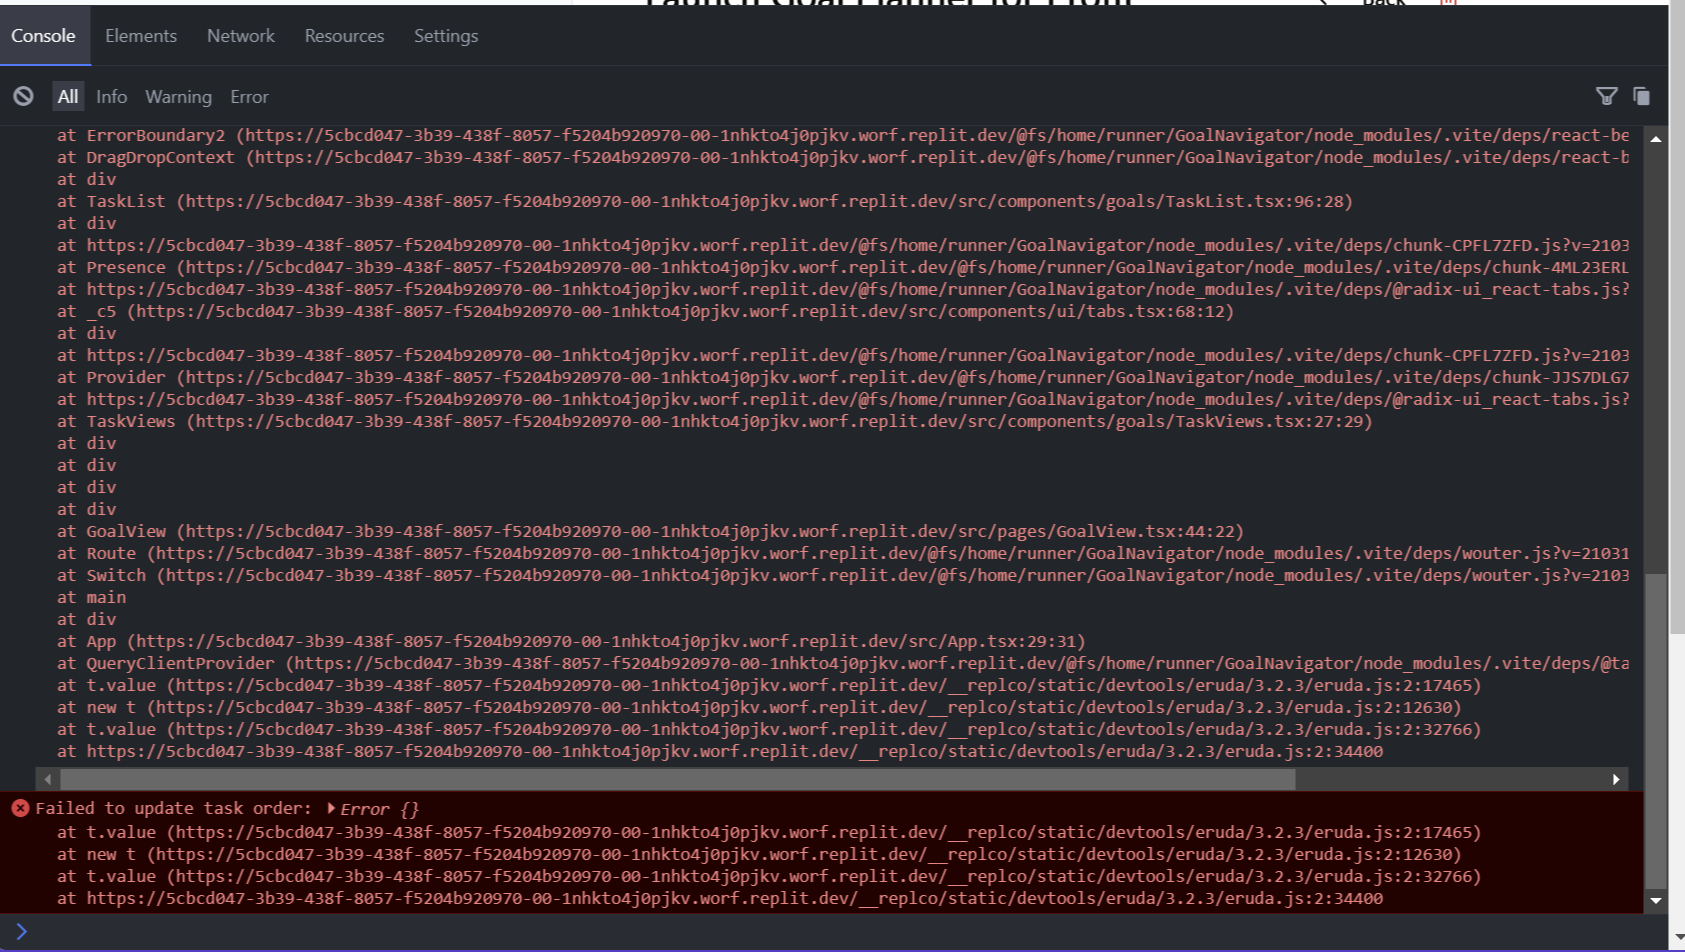 Launch Goal Planner for Profit
Back
Console Elements Network Resources Settings
All Info Warning Error
at ErrorBoundary2 (https://5cbcd047-3b39-438f-8057-f5204b920970-00-1nhkto4j0pjkv.worf.replit.dev/@fs/home/runner/GoalNavigator/node_modules/.vite/deps/react-be
at DragDropContext (https://5cbcd047-3b39-438f-8057-f5204b920970-00-1nhkto4j0pjkv.worf.replit.dev/@fs/home/runner/GoalNavigator/node_modules/.vite/deps/react-b
at div
at TaskList (https://5cbcd047-3b39-438f-8057-f5204b920970-00-1nhkto4j0pjkv.worf.replit.dev/src/components/goals/TaskList.tsx:96:28)
at div
at https://5cbcd047-3b39-438f-8057-f5204b920970-00-1nhkto4j0pjkv.worf.replit.dev/@fs/home/runner/GoalNavigator/node_modules/.vite/deps/chunk-CPFL7ZFD.js?v=2103
at Presence (https://5cbcd047-3b39-438f-8057-f5204b920970-00-1nhkto4j0pjkv.worf.replit.dev/@fs/home/runner/GoalNavigator/node_modules/.vite/deps/chunk-4ML23ERL
at https://5cbcd047-3b39-438f-8057-f5204b920970-00-1nhkto4j0pjkv.worf.replit.dev/@fs/home/runner/GoalNavigator/node_modules/.vite/deps/@radix-ui_react-tabs.js?
at _c5 (https://5cbcd047-3b39-438f-8057-f5204b920970-00-1nhkto4j0pjkv.worf.replit.dev/src/components/ui/tabs.tsx:68:12)
at div
at https://5cbcd047-3b39-438f-8057-f5204b920970-00-1nhkto4j0pjkv.worf.replit.dev/@fs/home/runner/GoalNavigator/node_modules/.vite/deps/chunk-CPFL7ZFD.js?v=2103
at Provider (https://5cbcd047-3b39-438f-8057-f5204b920970-00-1nhkto4j0pjkv.worf.replit.dev/@fs/home/runner/GoalNavigator/node_modules/.vite/deps/chunk-JJS7DLG7
at https://5cbcd047-3b39-438f-8057-f5204b920970-00-1nhkto4j0pjkv.worf.replit.dev/@fs/home/runner/GoalNavigator/node_modules/.vite/deps/@radix-ui_react-tabs.js?
at TaskViews (https://5cbcd047-3b39-438f-8057-f5204b920970-00-1nhkto4j0pjkv.worf.replit.dev/src/components/goals/TaskViews.tsx:27:29)
at div
at div
at div
at div
at GoalView (https://5cbcd047-3b39-438f-8057-f5204b920970-00-1nhkto4j0pjkv.worf.replit.dev/src/pages/GoalView.tsx:44:22)
at Route (https://5cbcd047-3b39-438f-8057-f5204b920970-00-1nhkto4j0pjkv.worf.replit.dev/@fs/home/runner/GoalNavigator/node_modules/.vite/deps/wouter.js?v=21031
at Switch (https://5cbcd047-3b39-438f-8057-f5204b920970-00-1nhkto4j0pjkv.worf.replit.dev/@fs/home/runner/GoalNavigator/node_modules/.vite/deps/wouter.js?v=2103
at main
at div
at App (https://5cbcd047-3b39-438f-8057-f5204b920970-00-1nhkto4j0pjkv.worf.replit.dev/src/App.tsx:29:31)
at QueryClientProvider (https://5cbcd047-3b39-438f-8057-f5204b920970-00-1nhkto4j0pjkv.worf.replit.dev/@fs/home/runner/GoalNavigator/node_modules/.vite/deps/@ta
at t.value (https://5cbcd047-3b39-438f-8057-f5204b920970-00-1nhkto4j0pjkv.worf.replit.dev/__replco/static/devtools/eruda/3.2.3/eruda.js:2:17465)
at new t (https://5cbcd047-3b39-438f-8057-f5204b920970-00-1nhkto4j0pjkv.worf.replit.dev/__replco/static/devtools/eruda/3.2.3/eruda.js:2:12630)
at t.value (https://5cbcd047-3b39-438f-8057-f5204b920970-00-1nhkto4j0pjkv.worf.replit.dev/__replco/static/devtools/eruda/3.2.3/eruda.js:2:32766)
at https://5cbcd047-3b39-438f-8057-f5204b920970-00-1nhkto4j0pjkv.worf.replit.dev/__replco/static/devtools/eruda/3.2.3/eruda.js:2:34400
Failed to update task order: Error {}
at t.value (https://5cbcd047-3b39-438f-8057-f5204b920970-00-1nhkto4j0pjkv.worf.replit.dev/__replco/static/devtools/eruda/3.2.3/eruda.js:2:17465)
at new t (https://5cbcd047-3b39-438f-8057-f5204b920970-00-1nhkto4j0pjkv.worf.replit.dev/__replco/static/devtools/eruda/3.2.3/eruda.js:2:12630)
at t.value (https://5cbcd047-3b39-438f-8057-f5204b920970-00-1nhkto4j0pjkv.worf.replit.dev/__replco/static/devtools/eruda/3.2.3/eruda.js:2:32766)
at https://5cbcd047-3b39-438f-8057-f5204b920970-00-1nhkto4j0pjkv.worf.replit.dev/__replco/static/devtools/eruda/3.2.3/eruda.js:2:34400